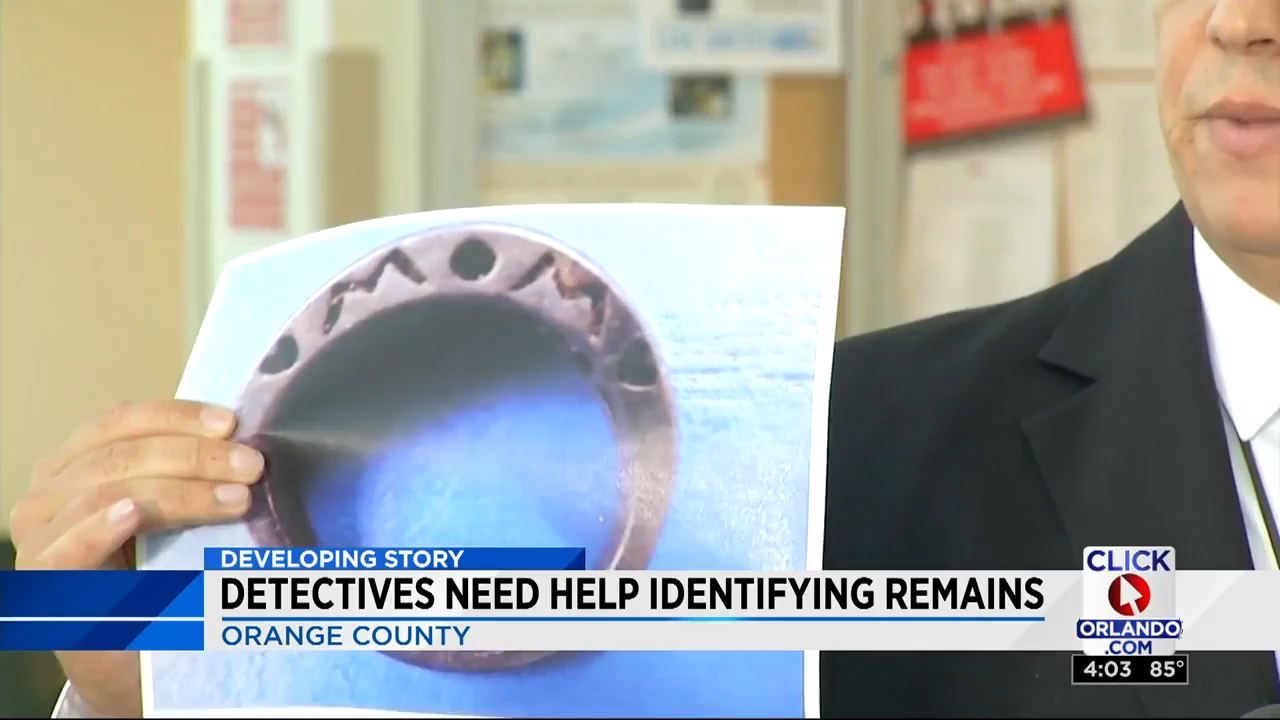 DEVELOPING STORY
DETECTIVES NEED HELP IDENTIFYING REMAINS
ORANGE COUNTY
CLICK
ORLANDO
.COM
4:03 85°